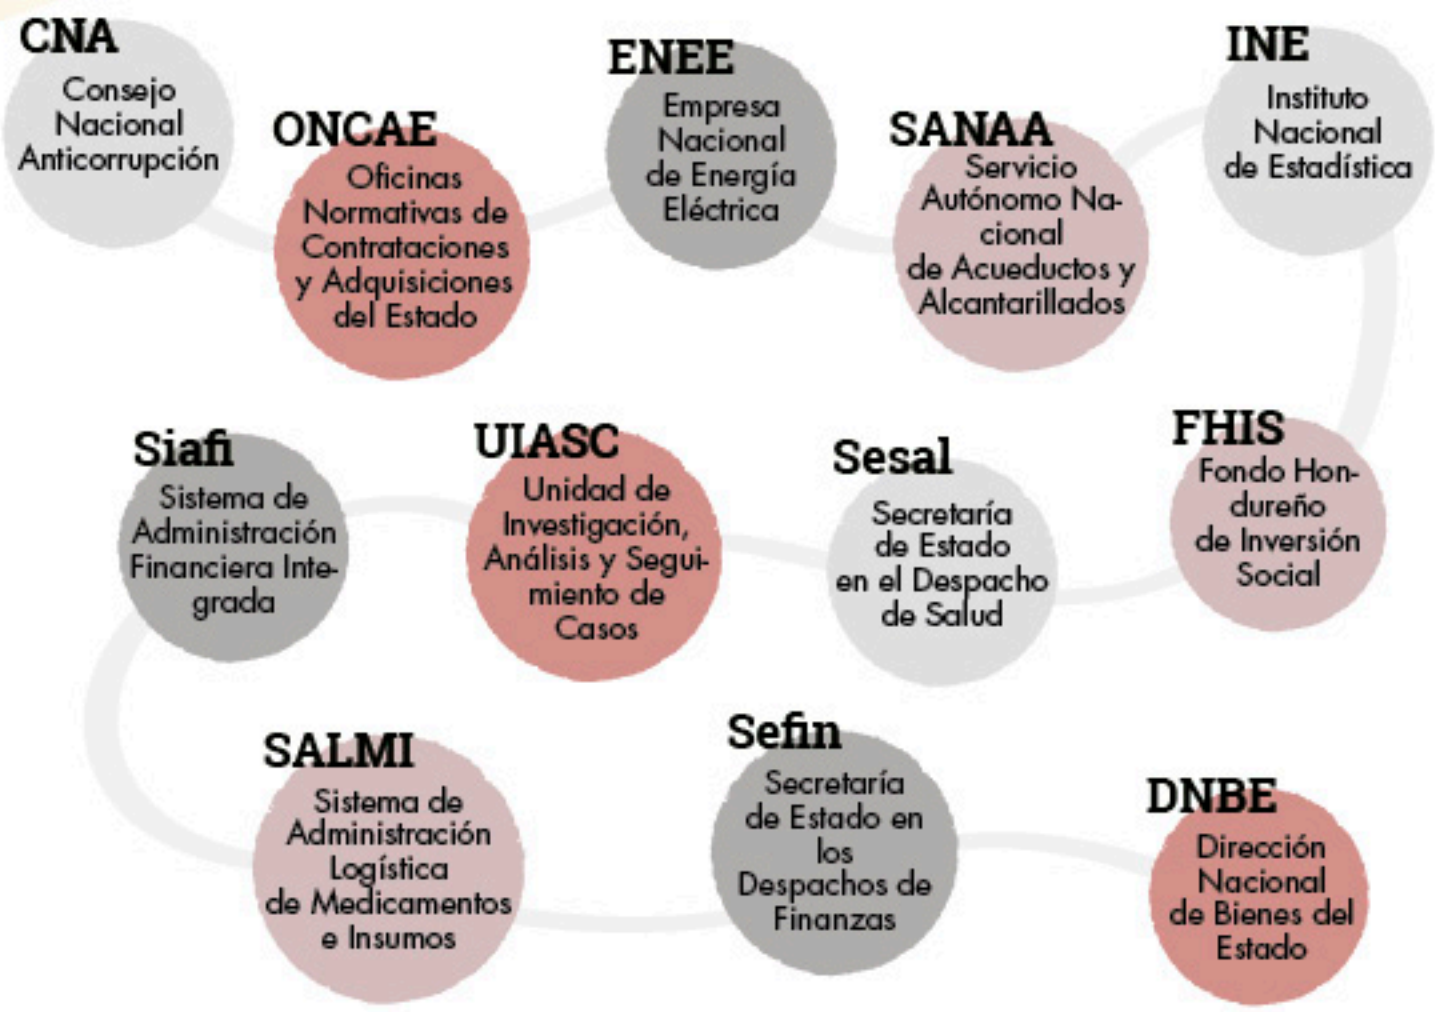 CNA
Consejo
Nacional
Anticorrupción
ONCAE
Oficinas
Normativas de
Contrataciones
y Adquisiciones
del Estado
ENEE
Empresa
Nacional
de Energía
Eléctrica
SANAA
Servicio
Autónomo Na-
cional
de Acueductos y
Alcantarillados
INE
Instituto
Nacional
de Estadística
FHIS
Fondo Hon-
dureño
de Inversión
Social
Sesal
Secretaría
de Estado
en el Despacho
de Salud
UIASC
Unidad de
Investigación,
Análisis y Segui-
miento de
Casos
Siafi
Sistema de
Administración
Financiera Inte-
grada
SALMI
Sistema de
Administración
Logística
de Medicamentos
e Insumos
Sefin
Secretaría
de Estado en
los
Despachos de
Finanzas
DNBE
Dirección
Nacional
de Bienes del
Estado